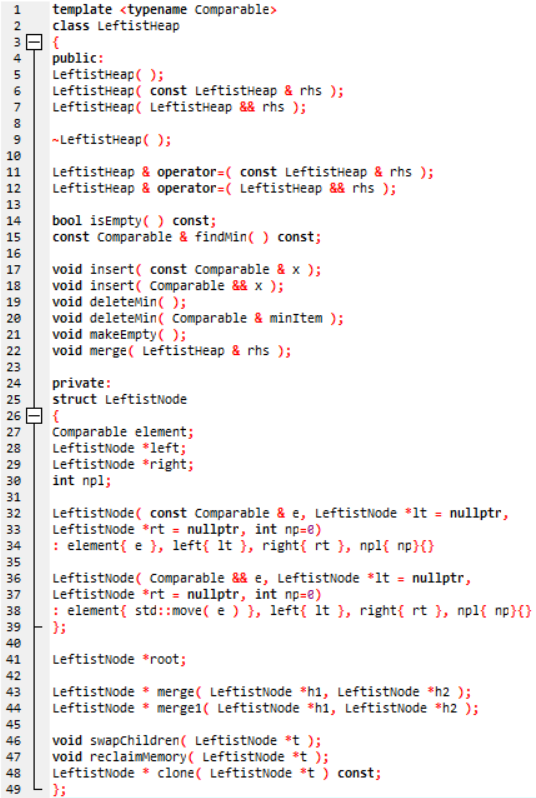 1 template <typename Comparable>
2 class LeftistHeap
3 {
4 public:
5 LeftistHeap( );
6 LeftistHeap( const LeftistHeap & rhs );
7 LeftistHeap( LeftistHeap && rhs );
8
9 ~LeftistHeap( );
10
11 LeftistHeap & operator=( const LeftistHeap & rhs );
12 LeftistHeap & operator=( LeftistHeap && rhs );
13
14 bool isEmpty( ) const;
15 const Comparable & findMin( ) const;
16
17 void insert( const Comparable & x );
18 void insert( Comparable && x );
19 void deleteMin( );
20 void deleteMin( Comparable & minItem );
21 void makeEmpty( );
22 void merge( LeftistHeap & rhs );
23
24 private:
25 struct LeftistNode
26 {
27 Comparable element;
28 LeftistNode *left;
29 LeftistNode *right;
30 int npl;
31
32 LeftistNode( const Comparable & e, LeftistNode *lt = nullptr,
33 LeftistNode *rt = nullptr, int np=0)
34 : element{ e }, left{ lt }, right{ rt }, npl{ np}{}
35
36 LeftistNode( Comparable && e, LeftistNode *lt = nullptr,
37 LeftistNode *rt = nullptr, int np=0)
38 : element{ std::move( e ) }, left{ lt }, right{ rt }, npl{ np}{}
39 };
40
41 LeftistNode *root;
42
43 LeftistNode * merge( LeftistNode *h1, LeftistNode *h2 );
44 LeftistNode * merge1( LeftistNode *h1, LeftistNode *h2 );
45
46 void swapChildren( LeftistNode *t );
47 void reclaimMemory( LeftistNode *t );
48 LeftistNode * clone( LeftistNode *t ) const;
49 };